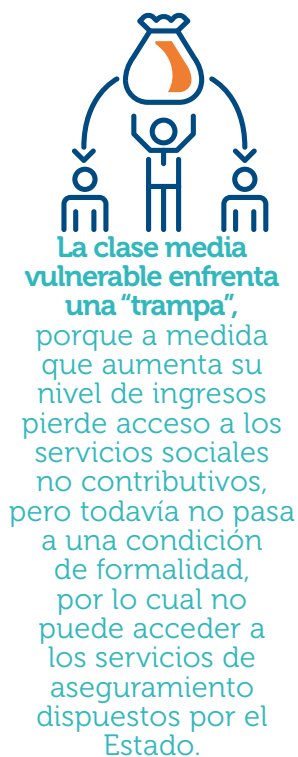 La clase media
vulnerable enfrenta
una “trampa”,
porque a medida
que aumenta su
nivel de ingresos
pierde acceso a los
servicios sociales
no contributivos,
pero todavía no pasa
a una condición
de formalidad,
por lo cual no
puede acceder a
los servicios de
aseguramiento
dispuestos por el
Estado.